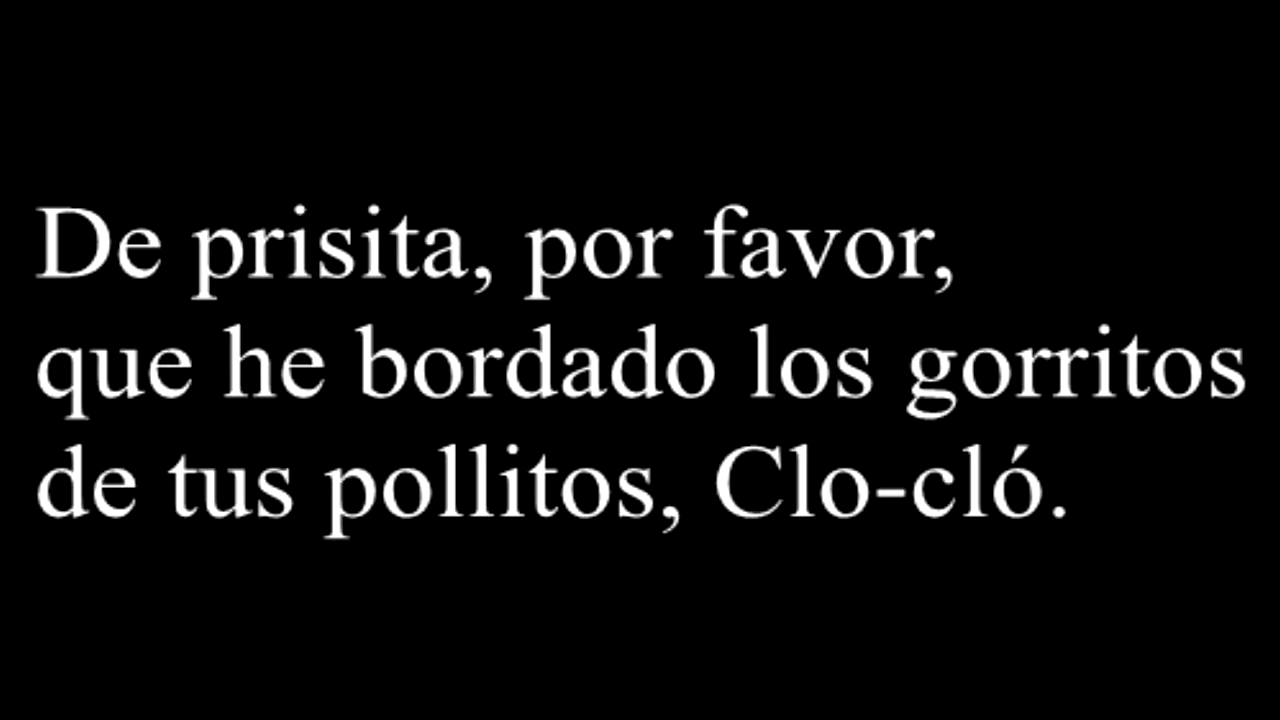 De prisita, por favor,
que he bordado los gorritos
de tus pollitos, Clo-cló.